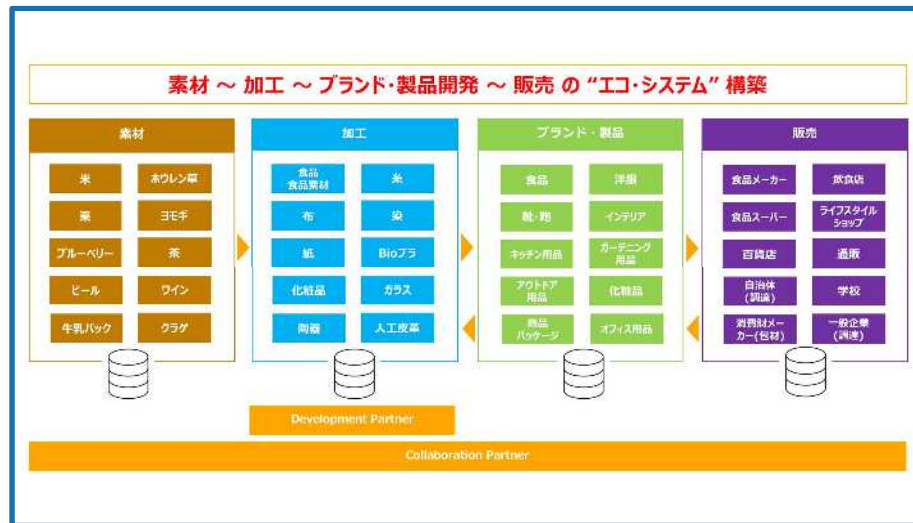 素材 ～ 加工 ～ ブランド・製品開発 ～ 販売 の “エコ・システム” 構築
素材
米
ホウレン草
栗
ヨモギ
ブルーベリー
茶
ビール
ワイン
牛乳パック
クラゲ
加工
食品
食品素材
糸
布
染
紙
Bioプラ
化粧品
ガラス
陶器
人工皮革
ブランド・製品
食品
洋服
靴・鞄
インテリア
キッチン用品
ガーデニング
用品
アウトドア
用品
化粧品
商品
パッケージ
オフィス用品
販売
食品メーカー
飲食店
食品スーパー
ライフスタイル
ショップ
百貨店
通販
自治体
(調達)
学校
消費財メー
カー(包材)
一般企業
(調達)
Development Partner
Collaboration Partner